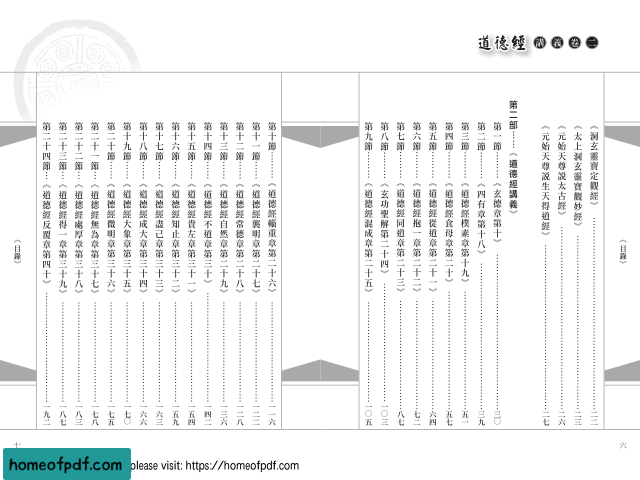 道德經 講義卷二
《洞玄靈寶定觀經》……二二
《太上洞玄靈寶觀妙經》……二三
《元始天尊說太古經》……二六
《元始天尊說生天得道經》……二七
第二部……《道德經講義》
第一節……《玄德章第十》……三〇
第二節……《四有章第十八》……三九
第三節……《道德經樸素章第十九》……五一
第四節……《道德經食母章第二十》……五七
第五節……《道德經從道章第二十一》……六四
第六節……《道德經抱一章第二十二》……七二
第七節……《道德經同道章第二十三》……八七
第八節……《玄功聖解第二十四》……一〇三
第九節……《道德經混成章第二十五》……一〇五
《目錄》
六
第十節……《道德經輜重章第二十六》……一一六
第十一節……《道德經襲明章第二十七》……一二二
第十二節……《道德經常德章第二十八》……一二八
第十三節……《道德經自然章第二十九》……一三六
第十四節……《道德經不道章第三十》……一四二
第十五節……《道德經貴左章第三十一》……一五四
第十六節……《道德經知止章第三十二》……一五九
第十七節……《道德經盡己章第三十三》……一六三
第十八節……《道德經成大章第三十四》……一六六
第十九節……《道德經大象章第三十五》……一七〇
第二十節……《道德經微明章第三十六》……一七五
第二十一節……《道德經無為章第三十七》……一七八
第二十二節……《道德經處厚章第三十八》……一八三
第二十三節……《道德經得一章第三十九》……一八七
第二十四節……《道德經反覆章第四十》……一九二
《目錄》
七
homeofpdf.com
please visit: https://homeofpdf.com